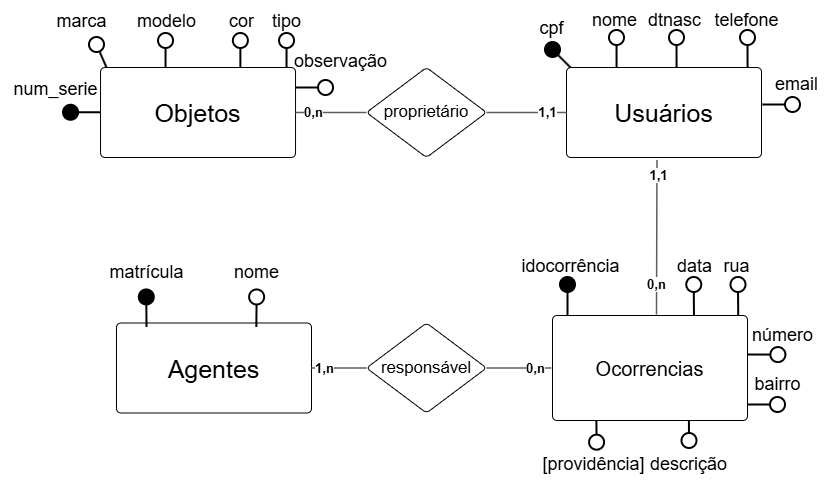 marca
modelo
cor
tipo
cpf
nome
dtnasc
telefone
observação
num_serie
email
Objetos
0,n
proprietário
1,1
Usuários
1,1
matrícula
nome
idocorrência
data
rua
0,n
número
Agentes
1,n
responsável
0,n
Ocorrencias
bairro
[providência]
descrição